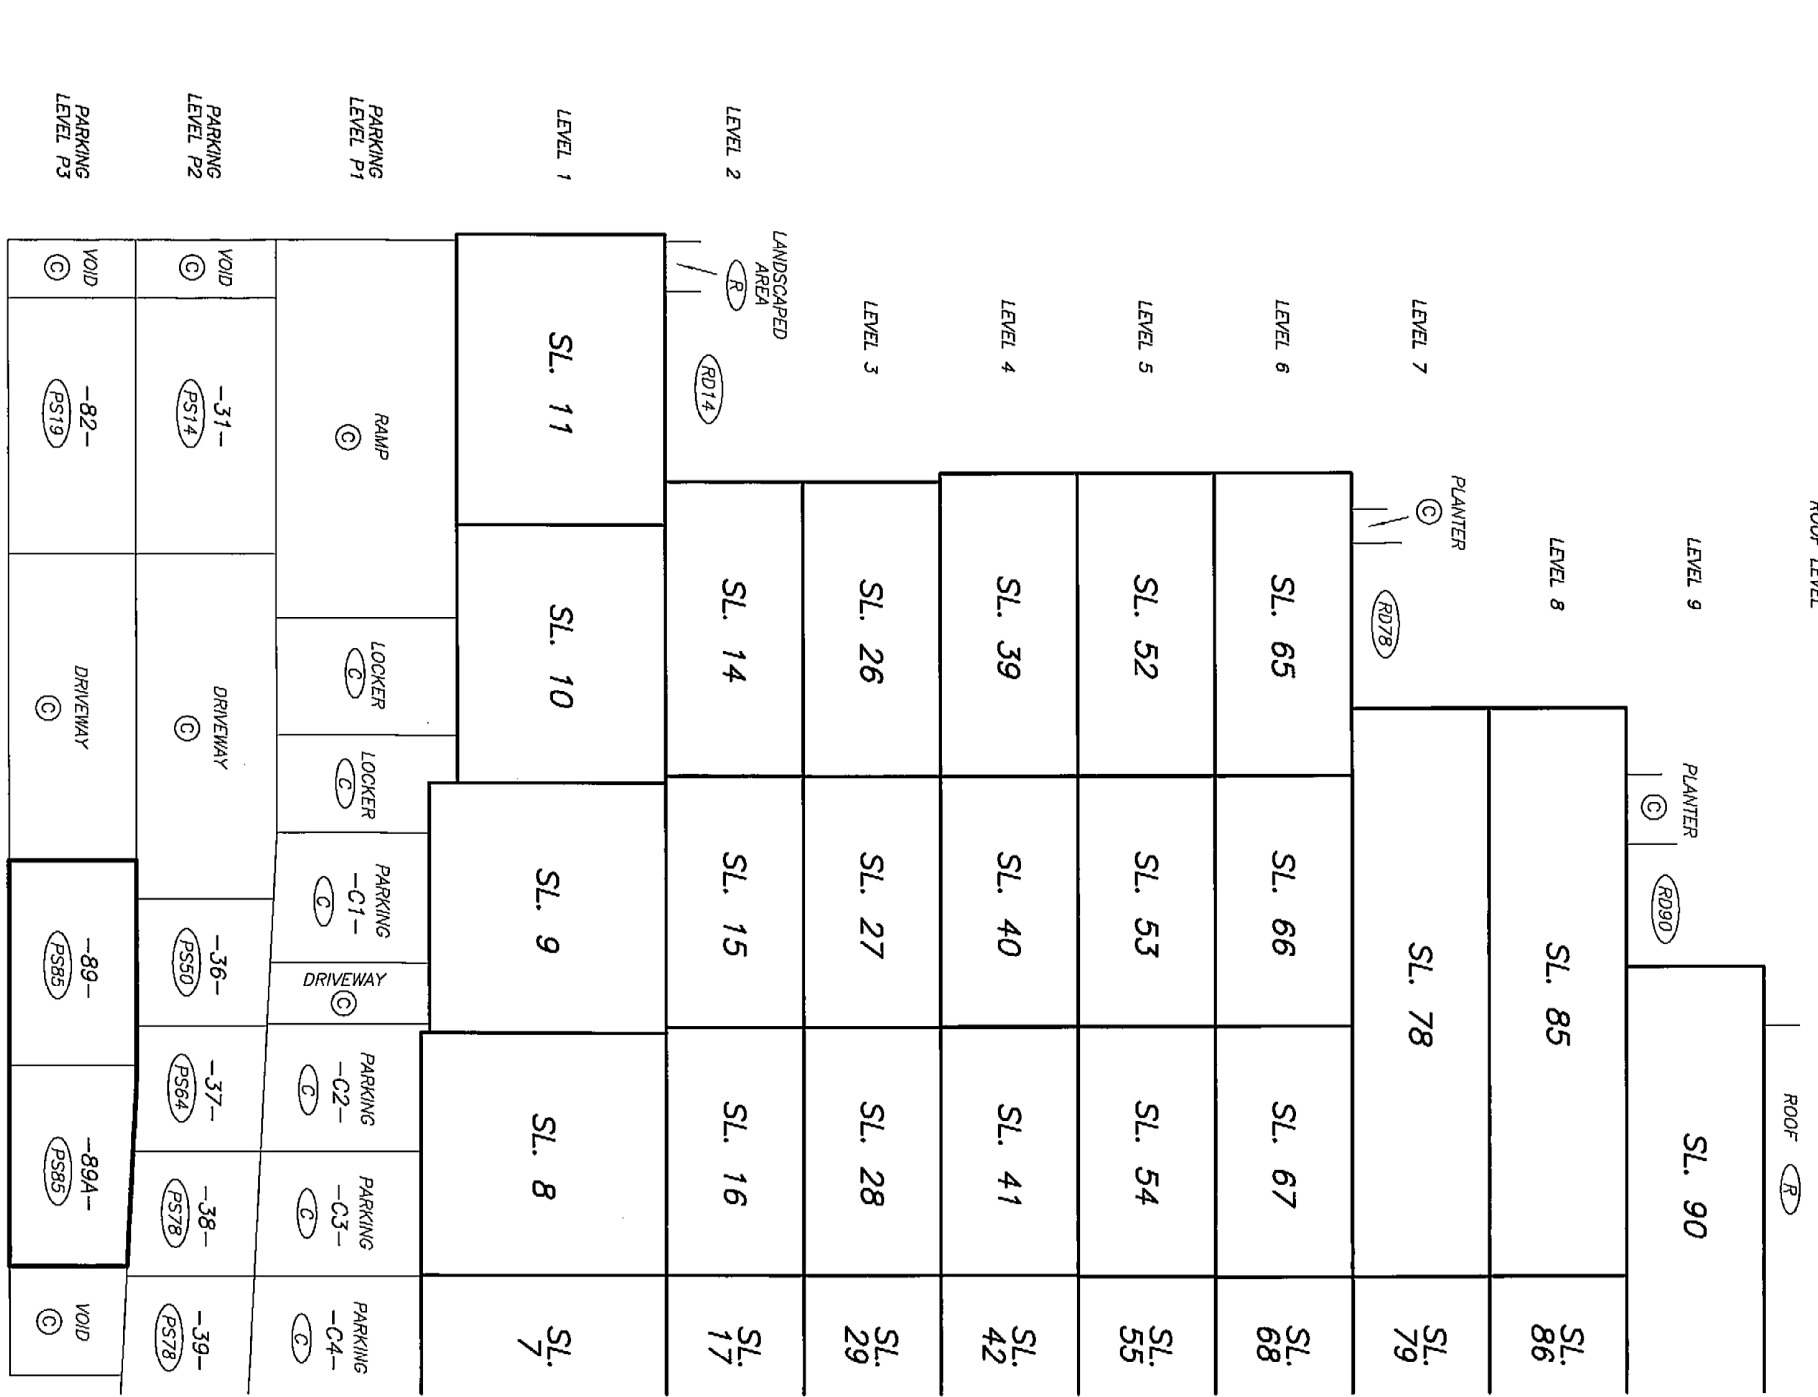 ROOF LEVEL
ROOF R
LEVEL 9
PLANTER
C
RD90
SL. 90
LEVEL 8
SL. 85
SL.
86
LEVEL 7
PLANTER
C
RD78
SL. 78
SL.
79
LEVEL 6
SL. 65
SL. 66
SL. 67
SL.
68
LEVEL 5
SL. 52
SL. 53
SL. 54
SL.
55
LEVEL 4
SL. 39
SL. 40
SL. 41
SL.
42
LEVEL 3
SL. 26
SL. 27
SL. 28
SL.
29
LEVEL 2
LANDSCAPED
AREA
R
RD14
SL. 14
SL. 15
SL. 16
SL.
17
LEVEL 1
SL. 11
SL. 10
SL. 9
SL. 8
SL.
7
PARKING
LEVEL P1
RAMP
C
LOCKER
C
LOCKER
C
PARKING
-C1-
C
DRIVEWAY
C
PARKING
-C2-
C
PARKING
-C3-
C
PARKING
-C4-
C
PARKING
LEVEL P2
VOID
C
-31-
PS14
DRIVEWAY
C
-36-
PS50
-37-
PS64
-38-
PS78
-39-
PS78
PARKING
LEVEL P3
VOID
C
-82-
PS19
DRIVEWAY
C
-89-
PS85
-89A-
PS85
VOID
C